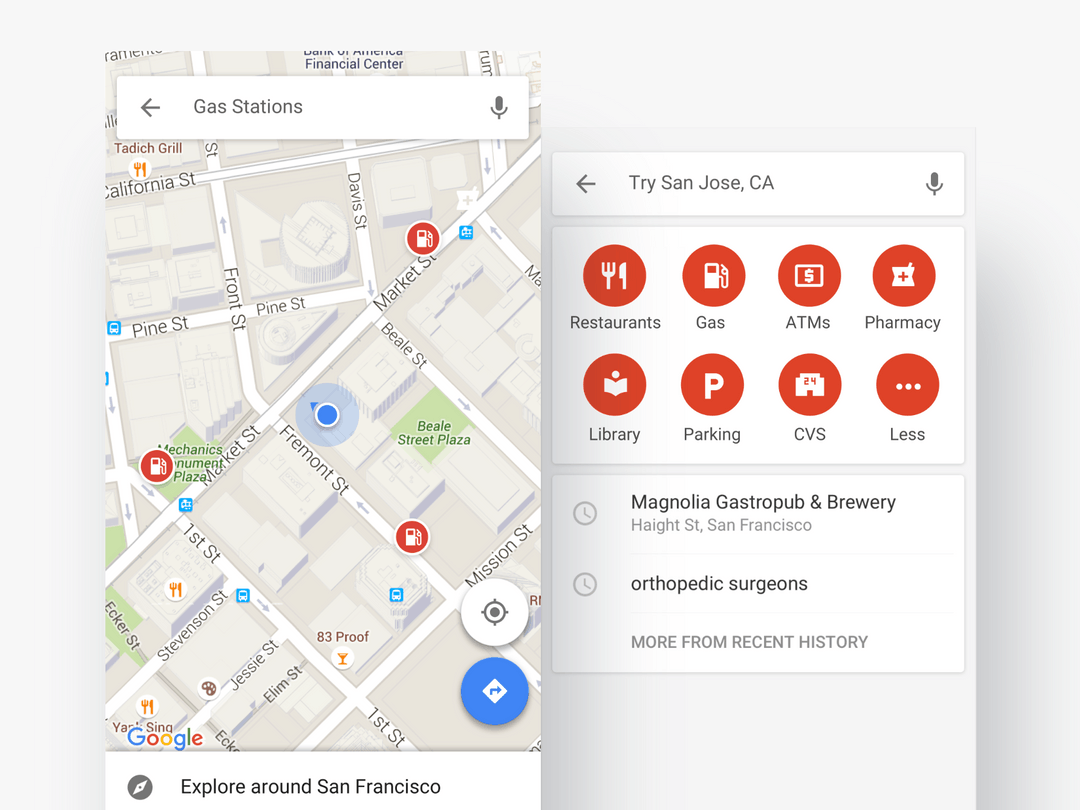 Bank of America
Financial Center
Gas Stations
Tadich Grill
St
California St
Davis St
Market St
Front St
Pine St
Pine St
Beale St
Beale
Street Plaza
Mechanics
Monument
Plaza
Market St
Fremont St
1st St
Mission St
Stevenson St
Ecker St
83 Proof
Jessie St
Elim St
Yank Sing
1st St
Google
Explore around San Francisco
Try San Jose, CA
Restaurants
Gas
ATMs
Pharmacy
P
24
$
Library
Parking
CVS
Less
Magnolia Gastropub & Brewery
Haight St, San Francisco
orthopedic surgeons
MORE FROM RECENT HISTORY